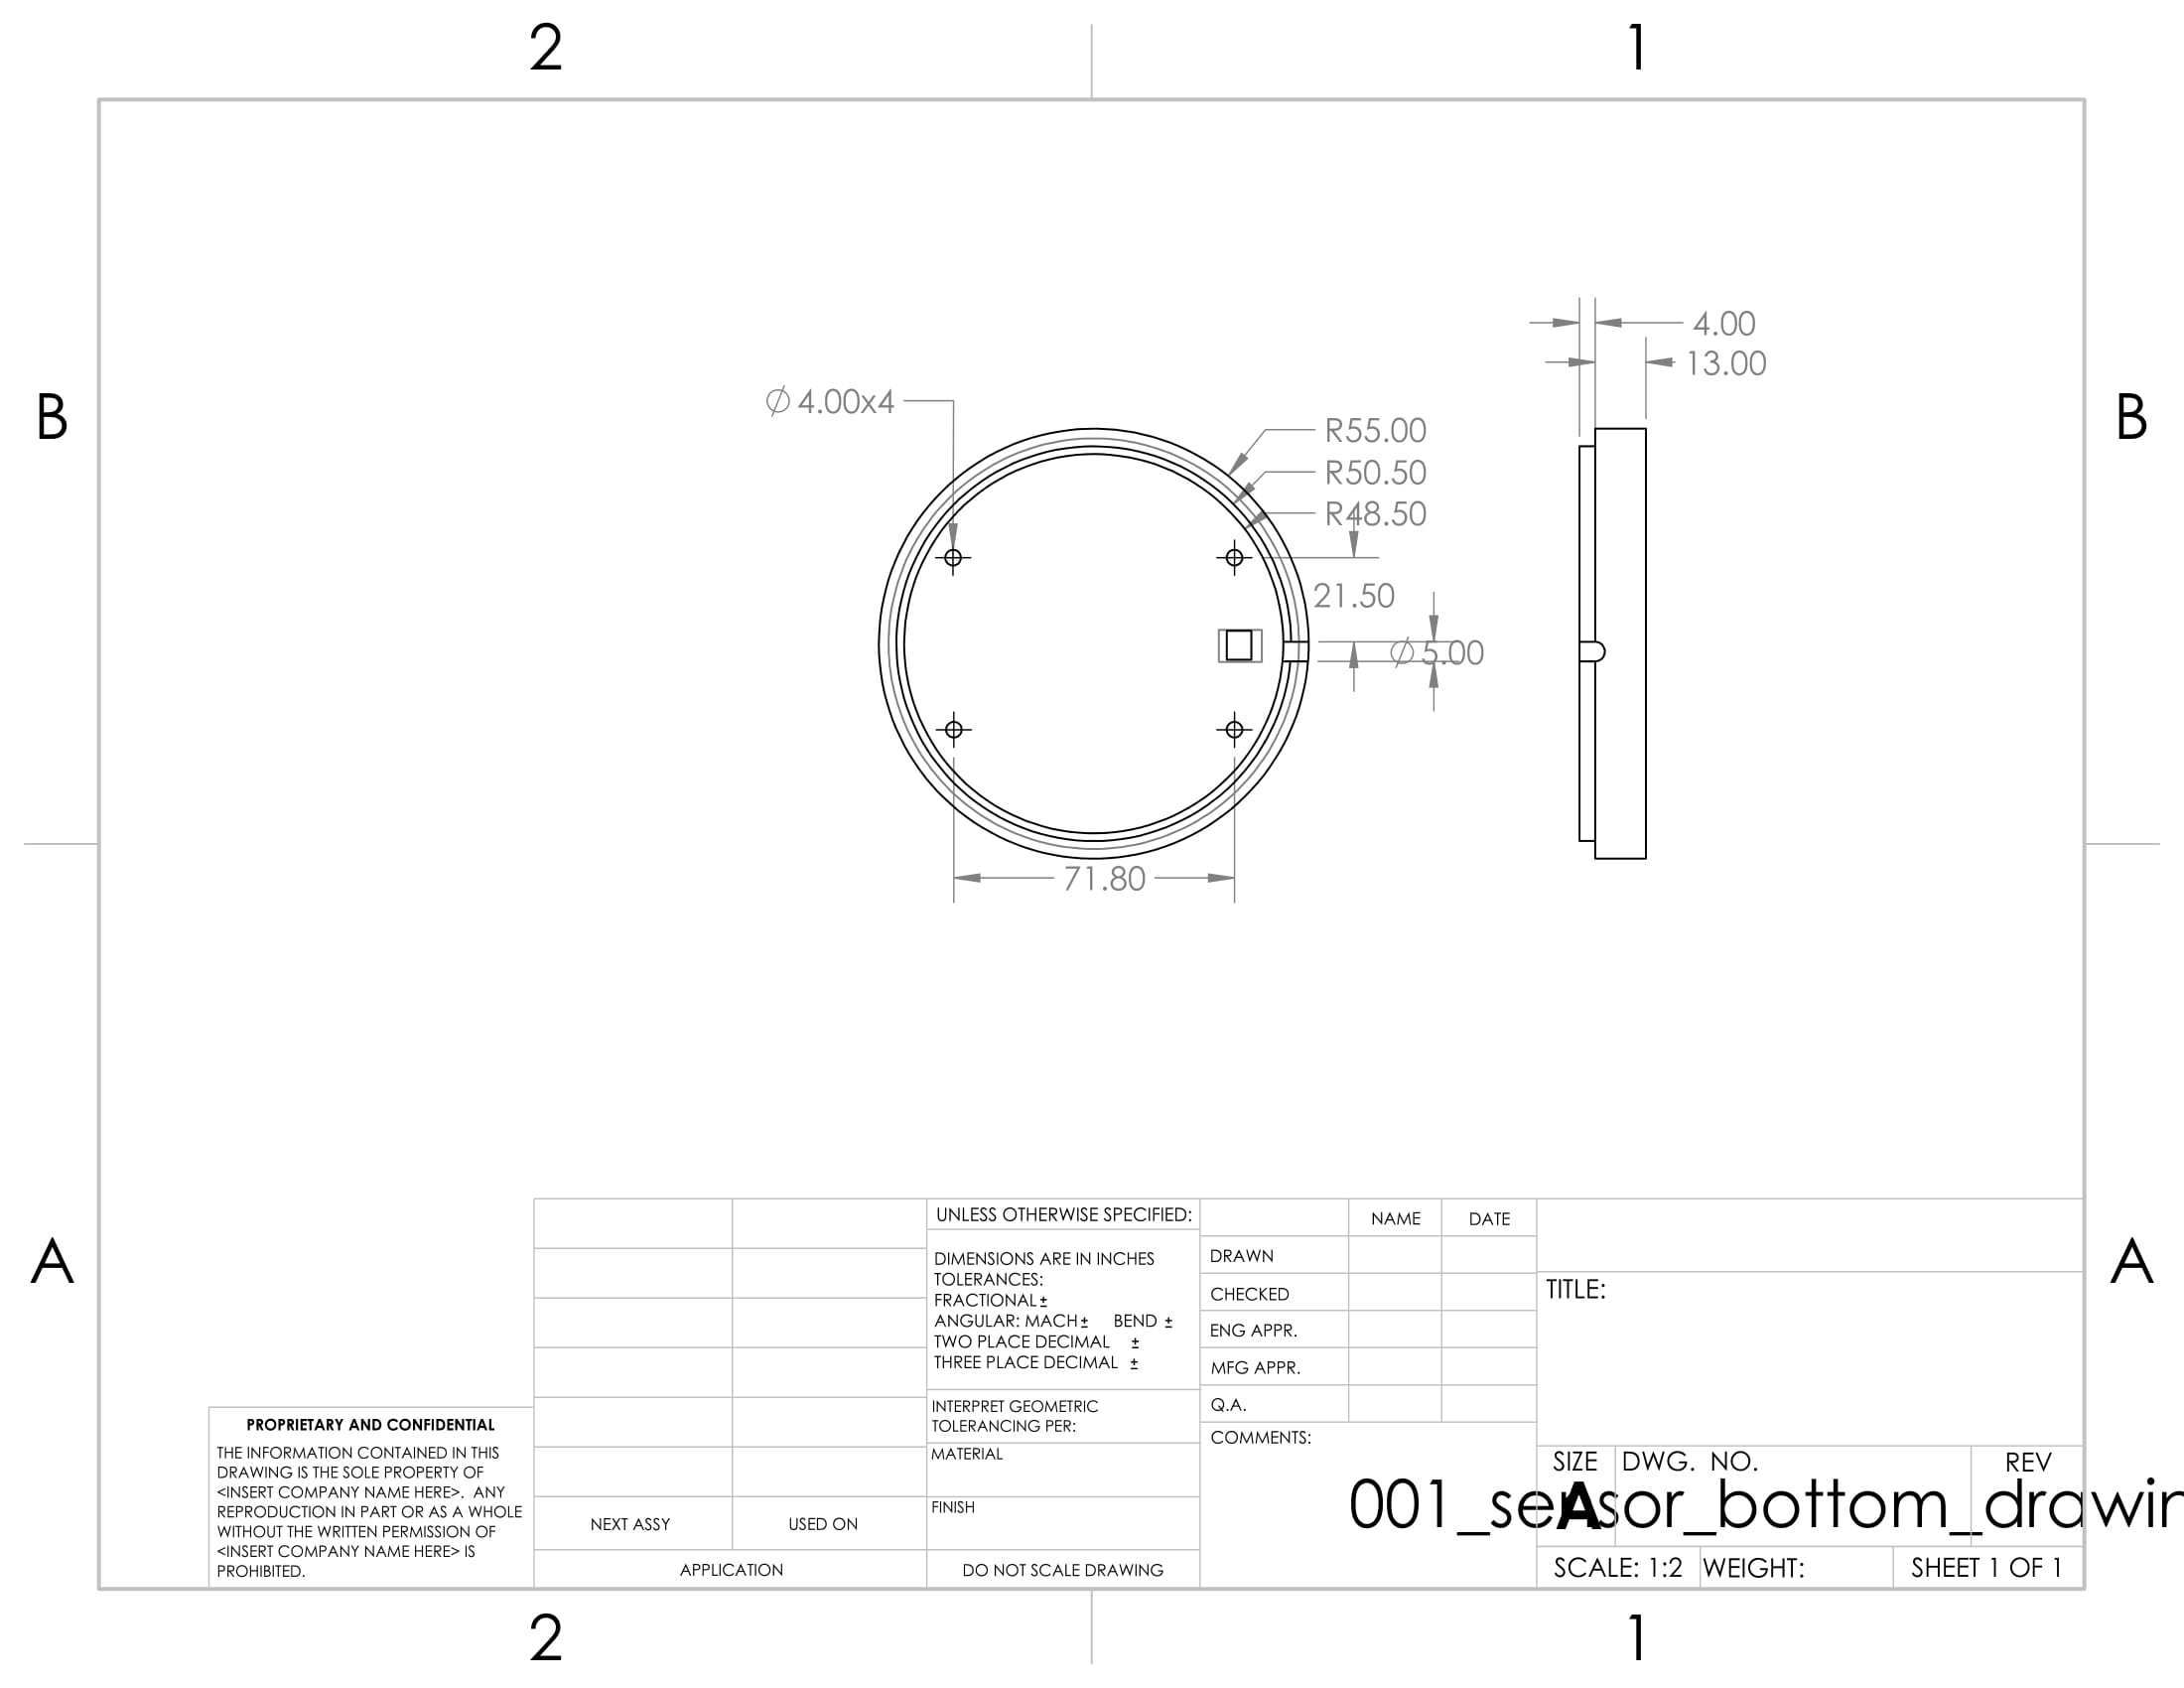 2
1
B
B
4.00
13.00
∅ 4.00x4
R55.00
R50.50
R48.50
21.50
∅ 5.00
71.80
A
A
UNLESS OTHERWISE SPECIFIED:
DIMENSIONS ARE IN INCHES
TOLERANCES:
FRACTIONAL ±
ANGULAR: MACH ± BEND ±
TWO PLACE DECIMAL ±
THREE PLACE DECIMAL ±
INTERPRET GEOMETRIC
TOLERANCING PER:
MATERIAL
FINISH
DO NOT SCALE DRAWING
NAME DATE
DRAWN
CHECKED
ENG APPR.
MFG APPR.
Q.A.
COMMENTS:
TITLE:
SIZE DWG. NO. REV
A
001_sensor_bottom_drawin
SCALE: 1:2 WEIGHT: SHEET 1 OF 1
PROPRIETARY AND CONFIDENTIAL
THE INFORMATION CONTAINED IN THIS
DRAWING IS THE SOLE PROPERTY OF
<INSERT COMPANY NAME HERE>. ANY
REPRODUCTION IN PART OR AS A WHOLE
WITHOUT THE WRITTEN PERMISSION OF
<INSERT COMPANY NAME HERE> IS
PROHIBITED.
NEXT ASSY USED ON
APPLICATION
2
1